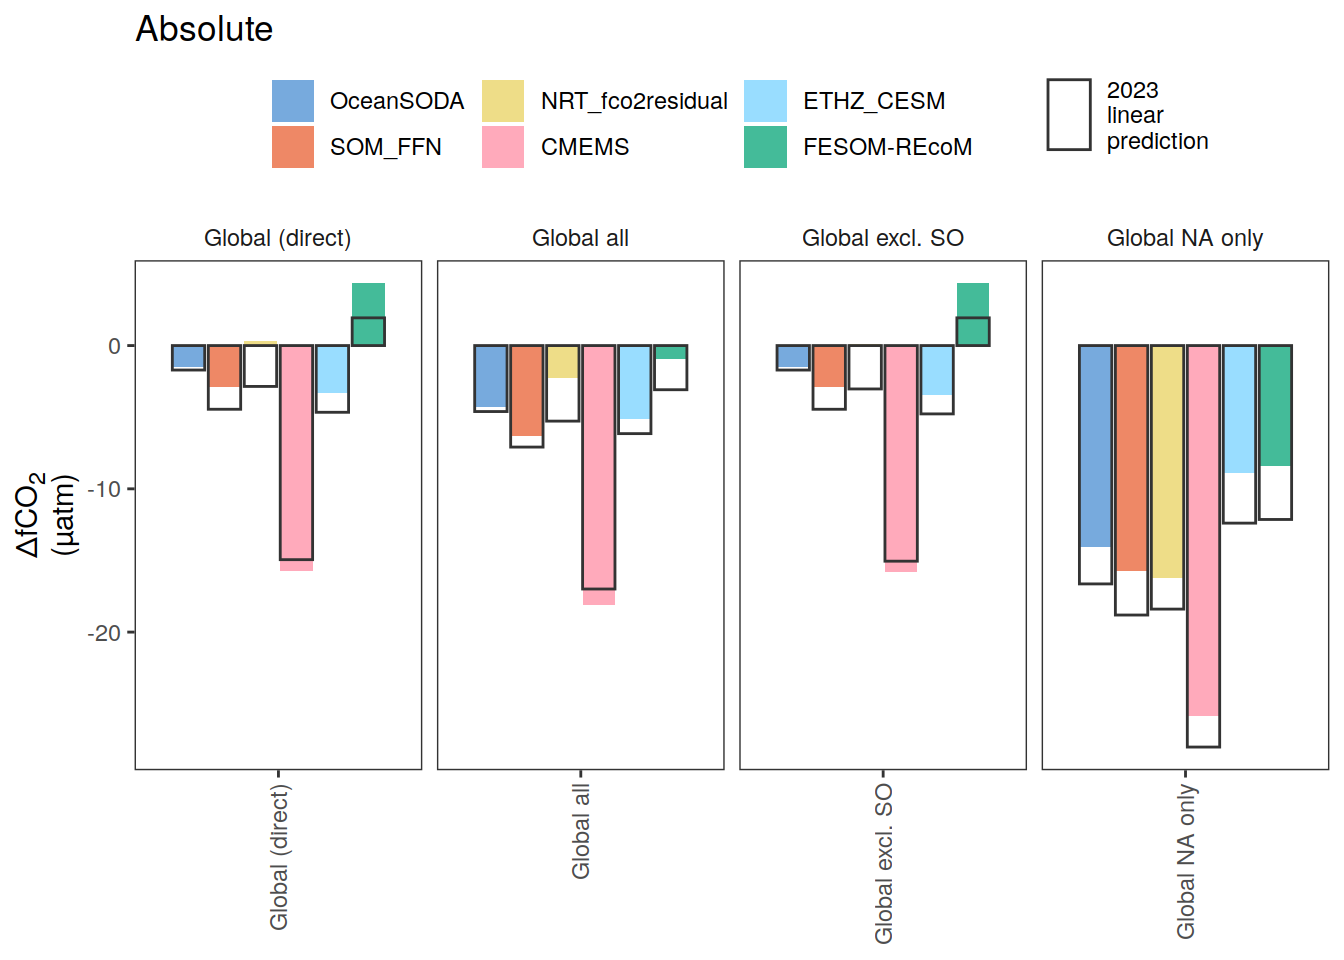 Absolute
OceanSODA
NRT_fco2residual
ETHZ_CESM
SOM_FFN
CMEMS
FESOM-REcoM
2023
linear
prediction
Global (direct)
Global all
Global excl. SO
Global NA only
0
-10
-20
ΔfCO₂
(µatm)
Global (direct)
Global all
Global excl. SO
Global NA only